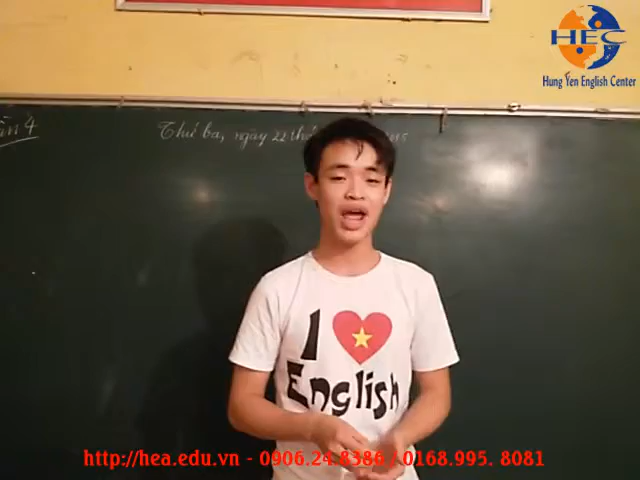 HEC
Hung Yen English Center
Thứ ba, ngày 22
I
English
http://hea.edu.vn - 0906.24.8386 / 0168.995. 8081